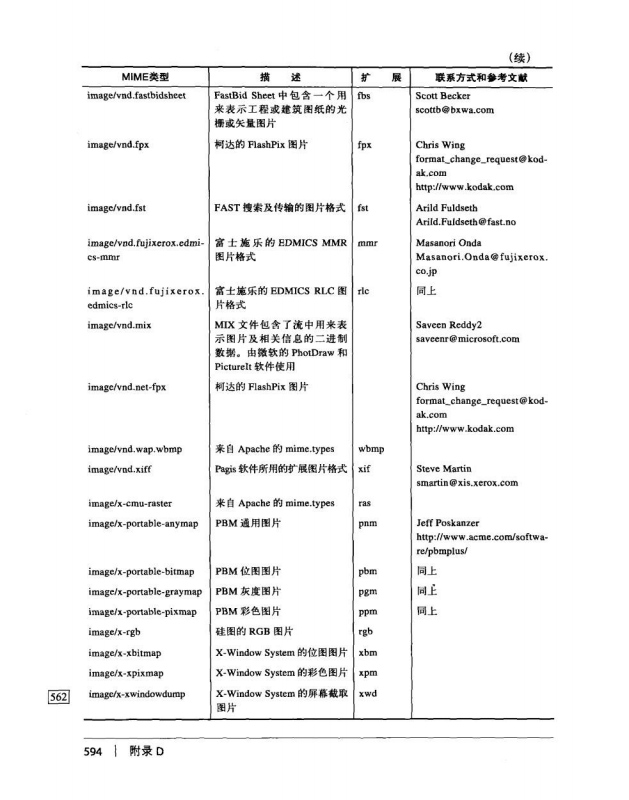 (续)
MIME类型 描 述 扩 展 联系方式和参考文献
image/vnd.fastbidsheet FastBid Sheet 中包含一个用 fbs Scott Becker
来表示工程或建筑图纸的光 scottb@bxwa.com
栅或矢量图片
image/vnd.fpx 柯达的 FlashPix 图片 fpx Chris Wing
format_change_request@kod-
ak.com
http://www.kodak.com
image/vnd.fst FAST 搜索及传输的图片格式 fst Arild Fuldseth
Arild.Fuldseth@fast.no
image/vnd.fujixerox.edmi- 富士施乐的 EDMICS MMR mmr Masanori Onda
cs-mmr 图片格式 Masanori.Onda@fujixerox.
co.jp
image/vnd.fujixerox. 富士施乐的 EDMICS RLC 图 rlc 同上
edmics-rlc 片格式
image/vnd.mix MIX 文件包含了流中用来表 Saveen Reddy2
示图片及相关信息的二进制 saveenr@microsoft.com
数据。由微软的 PhotDraw 和
PictureIt 软件使用
image/vnd.net-fpx 柯达的 FlashPix 图片 Chris Wing
format_change_request@kod-
ak.com
http://www.kodak.com
image/vnd.wap.wbmp 来自 Apache 的 mime.types wbmp
image/vnd.xiff Pagis 软件所用的扩展图片格式 xif Steve Martin
smartin@xis.xerox.com
image/x-cmu-raster 来自 Apache 的 mime.types ras
image/x-portable-anymap PBM 通用图片 pnm Jeff Poskanzer
http://www.acme.com/softwa-
re/pbmplus/
image/x-portable-bitmap PBM 位图图片 pbm 同上
image/x-portable-graymap PBM 灰度图片 pgm 同上
image/x-portable-pixmap PBM 彩色图片 ppm 同上
image/x-rgb 硅图的 RGB 图片 rgb
image/x-xbitmap X-Window System 的位图图片 xbm
image/x-xpixmap X-Window System 的彩色图片 xpm
562 image/x-xwindowdump X-Window System 的屏幕截取 xwd
图片
594 | 附录 D